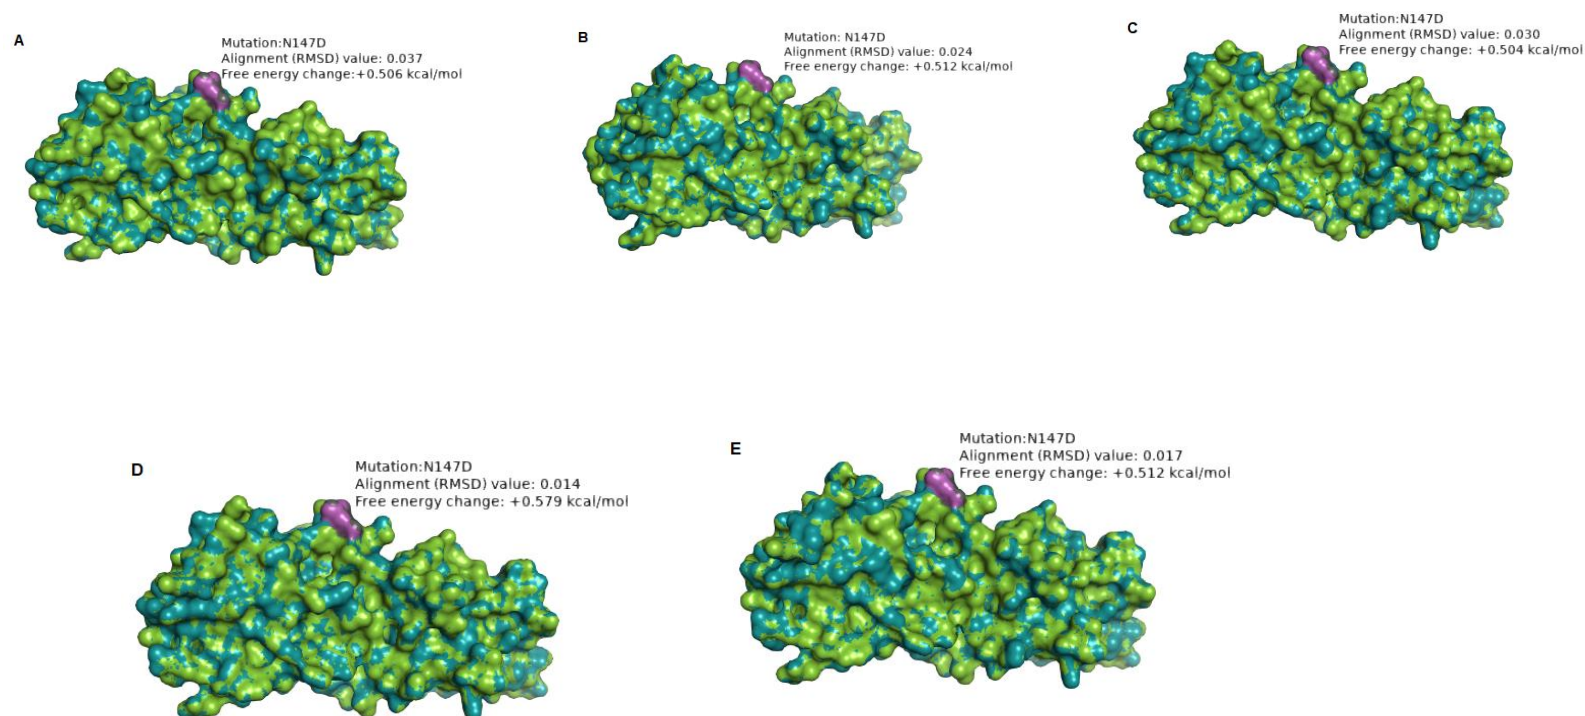 A
Mutation:N147D
Alignment (RMSD) value: 0.037
Free energy change:+0.506 kcal/mol
B
Mutation: N147D
Alignment (RMSD) value: 0.024
Free energy change: +0.512 kcal/mol
C
Mutation:N147D
Alignment (RMSD) value: 0.030
Free energy change: +0.504 kcal/mol
D
Mutation:N147D
Alignment (RMSD) value: 0.014
Free energy change: +0.579 kcal/mol
E
Mutation:N147D
Alignment (RMSD) value: 0.017
Free energy change: +0.512 kcal/mol